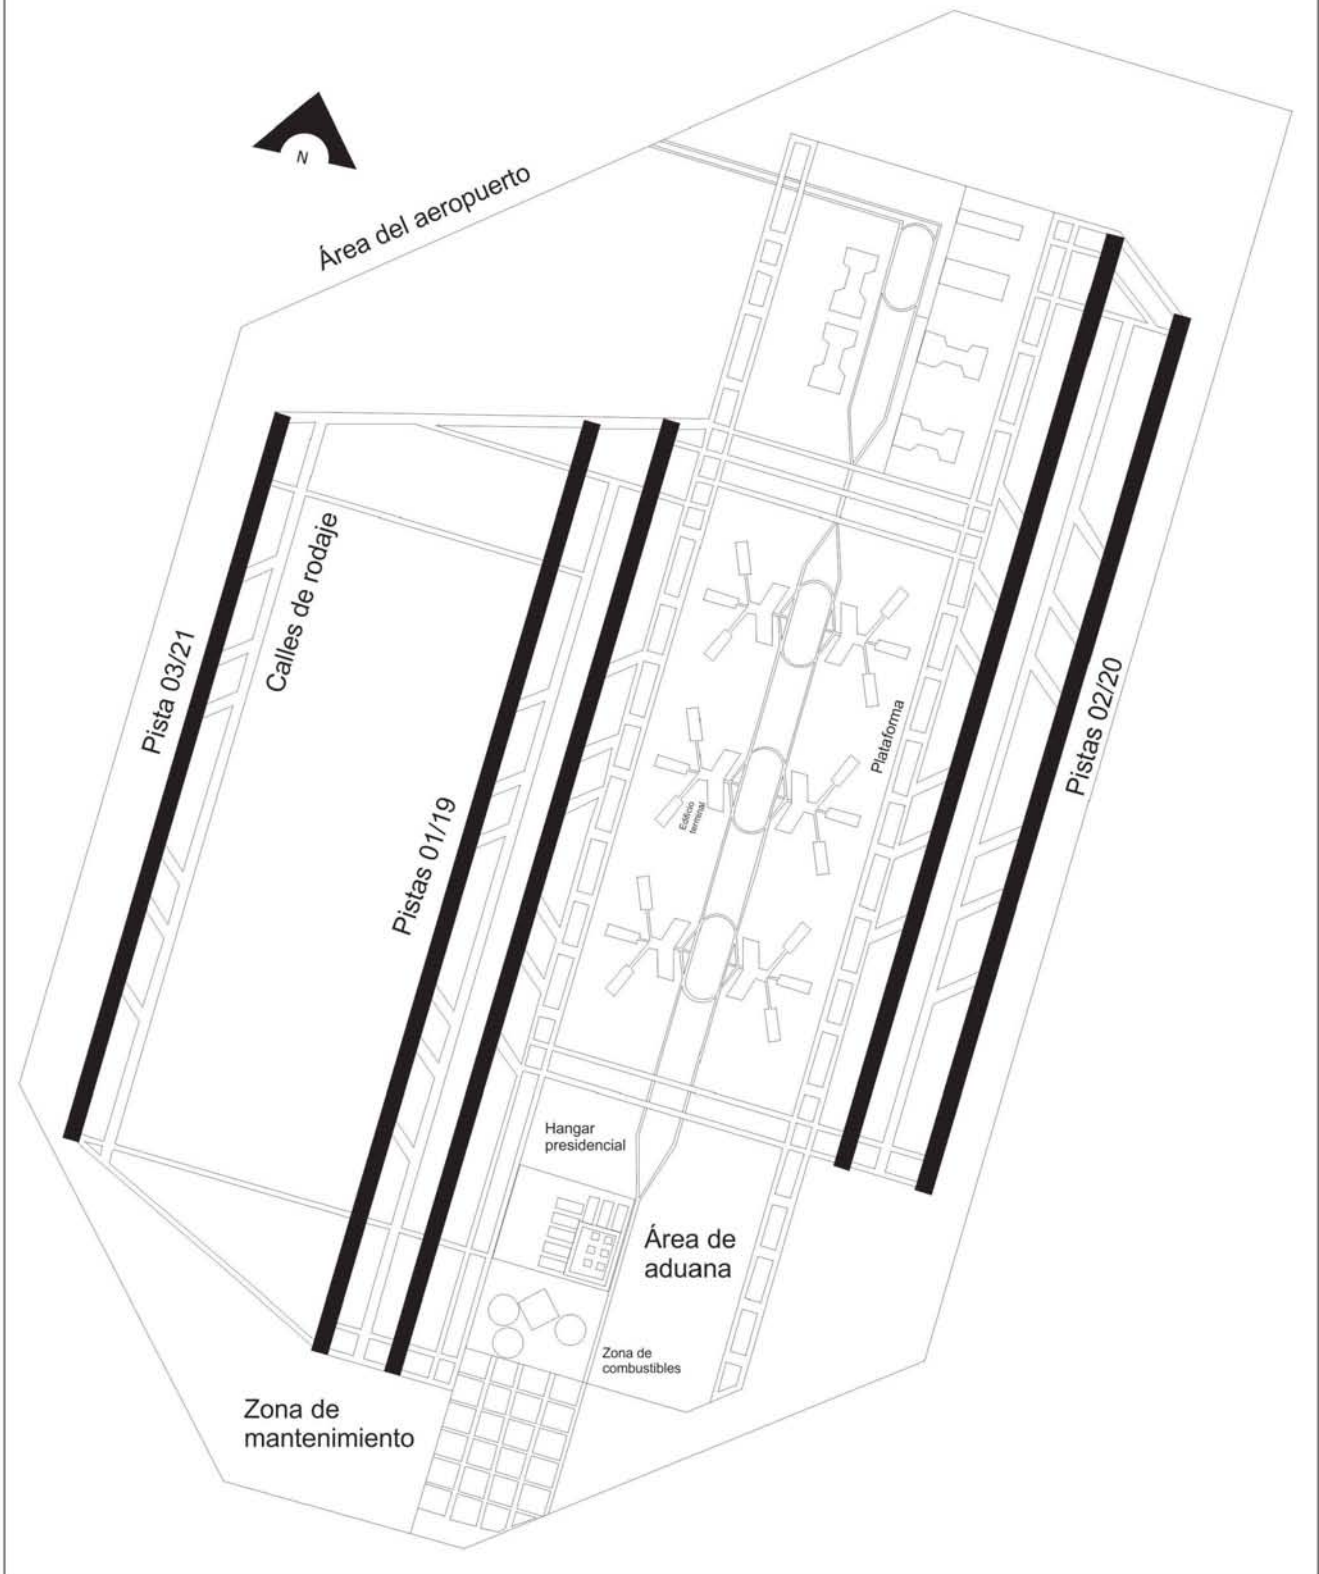 N
Área del aeropuerto
Calles de rodaje
Pista 03/21
Pistas 01/19
Plataforma
Pistas 02/20
Edificio
terminal
Hangar
presidencial
Área de
aduana
Zona de
combustibles
Zona de
mantenimiento